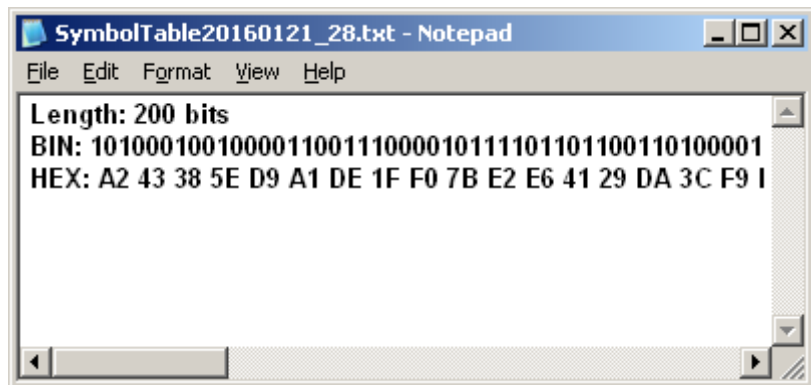 SymbolTable20160121_28.txt - Notepad
File Edit Format View Help
Length: 200 bits
BIN: 101000100100001100111000010111101101100110100001
HEX: A2 43 38 5E D9 A1 DE 1F F0 7B E2 E6 41 29 DA 3C F9